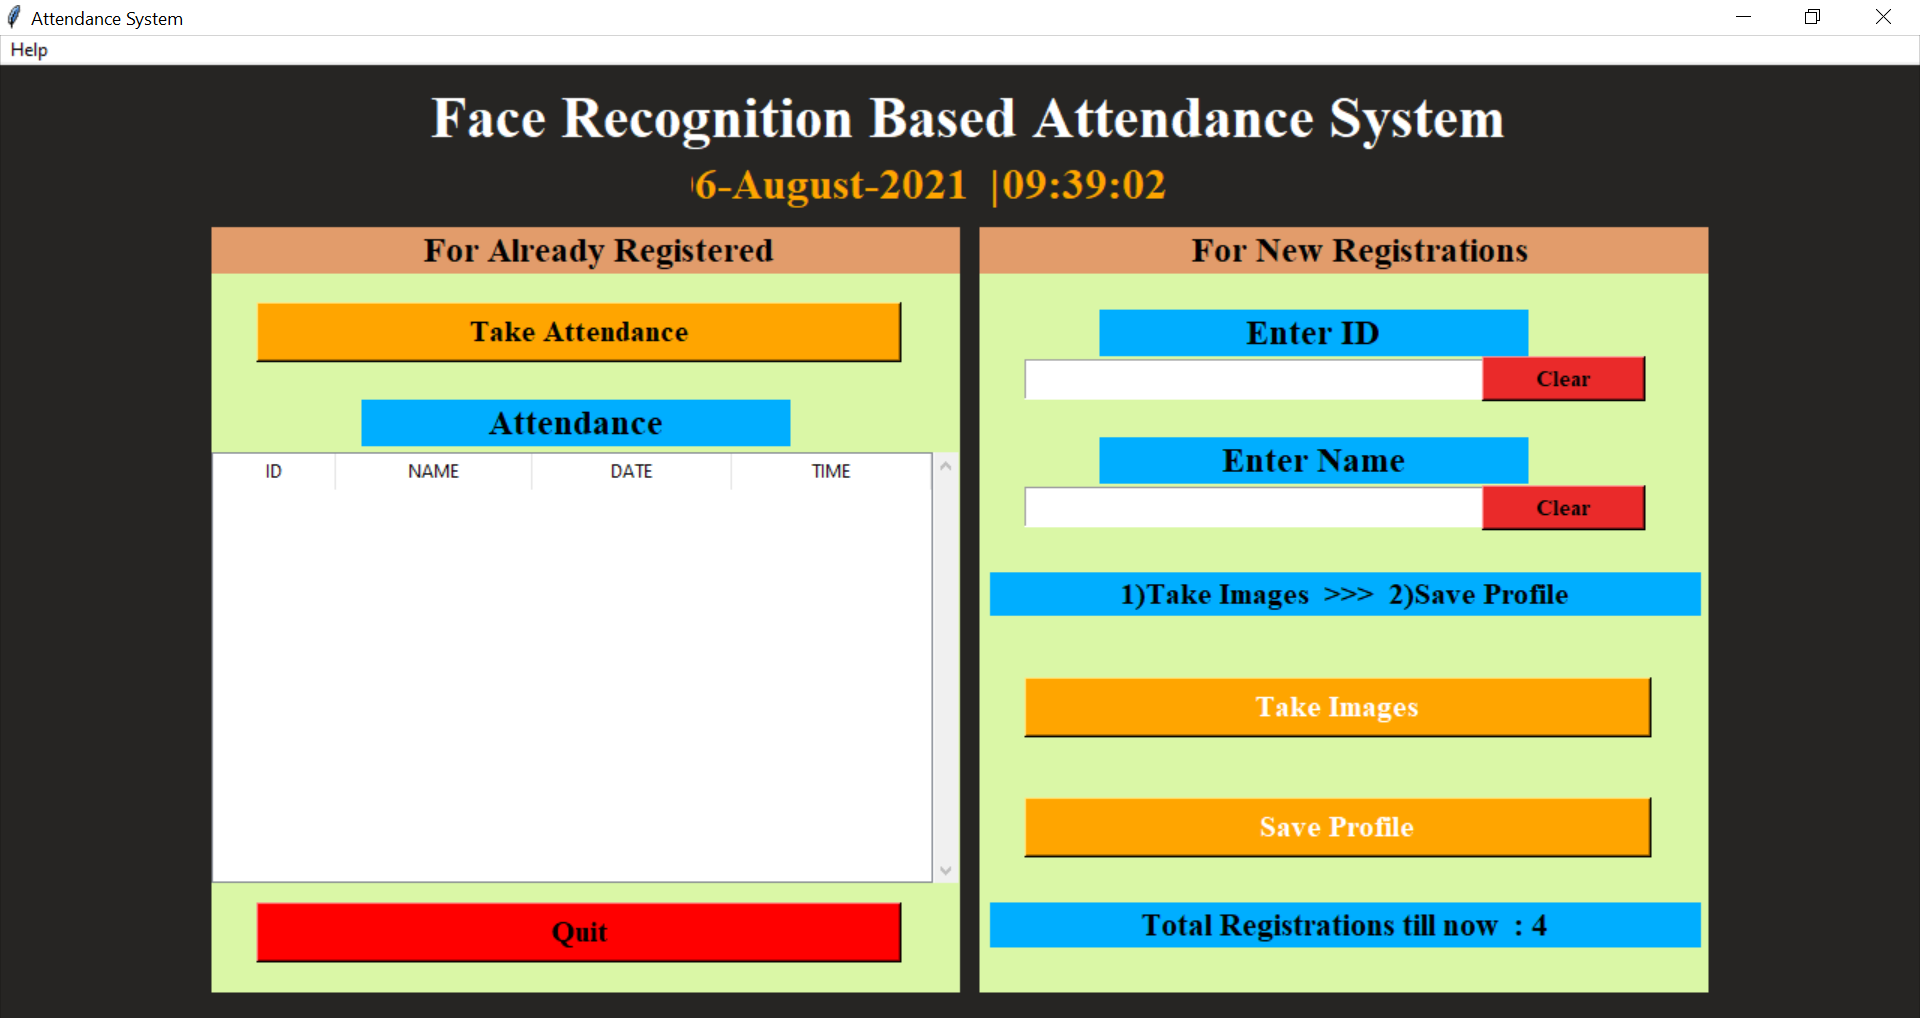 Attendance System
Help
Face Recognition Based Attendance System
6-August-2021 |09:39:02
For Already Registered
Take Attendance
Attendance
ID NAME DATE TIME
Quit
For New Registrations
Enter ID
Clear
Enter Name
Clear
1)Take Images >>> 2)Save Profile
Take Images
Save Profile
Total Registrations till now : 4